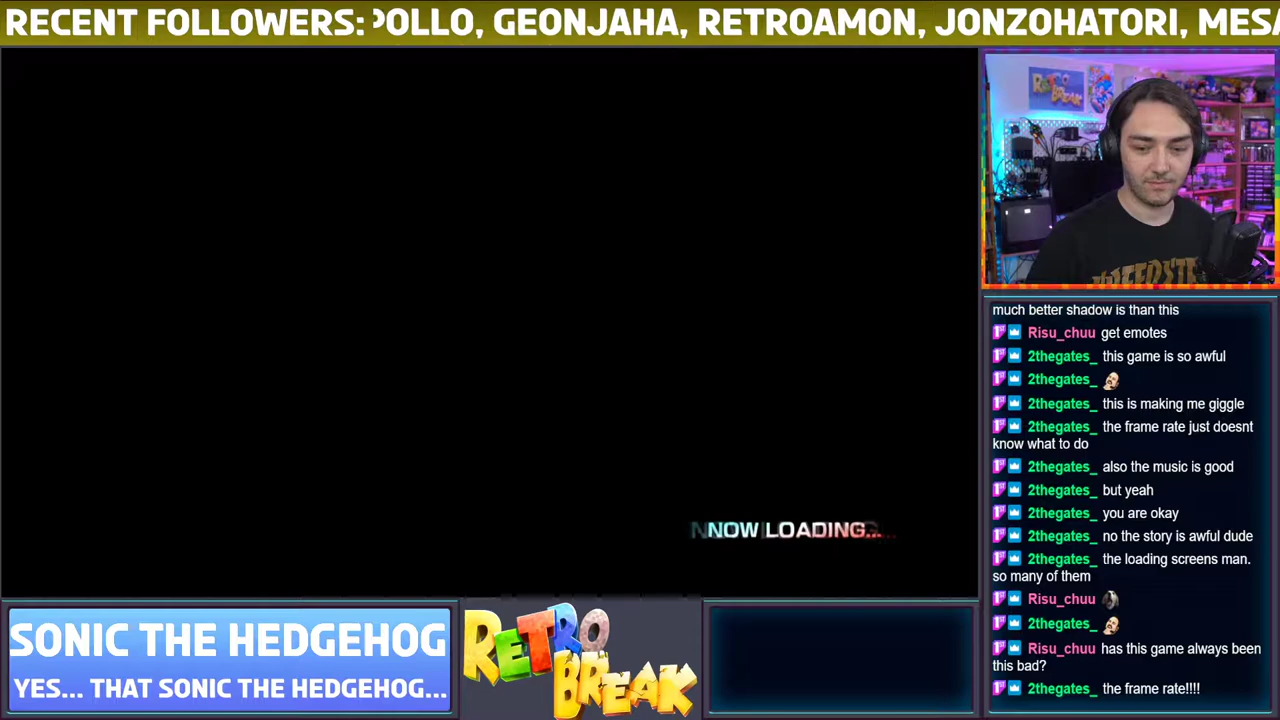 RECENT FOLLOWERS: POLLO, GEONJAHA, RETROAMON, JONZOHATORI, MESA
RETRO BREAK
much better shadow is than this
Risu_chuu get emotes
2thegates_ this game is so awful
2thegates_
2thegates_ this is making me giggle
2thegates_ the frame rate just doesnt
know what to do
2thegates_ also the music is good
2thegates_ but yeah
2thegates_ you are okay
2thegates_ no the story is awful dude
2thegates_ the loading screens man.
so many of them
Risu_chuu
2thegates_
Risu_chuu has this game always been
this bad?
2thegates_ the frame rate!!!!
NOW LOADING...
SONIC THE HEDGEHOG
YES... THAT SONIC THE HEDGEHOG...
RETRO
BREAK